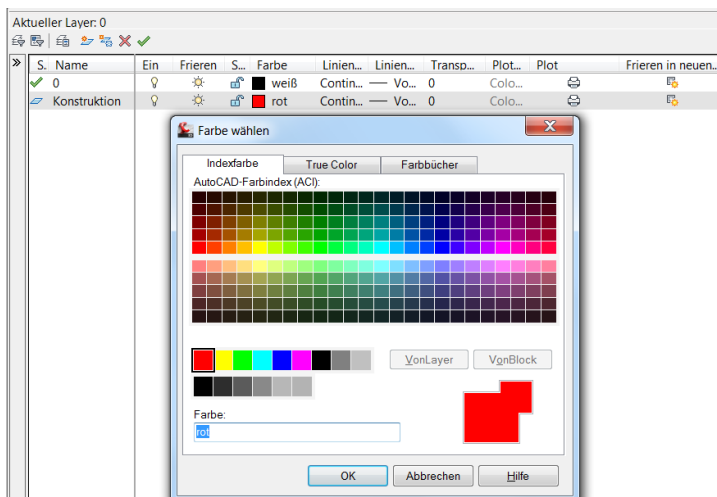 Aktueller Layer: 0
S. Name Ein Frieren S... Farbe Linien... Linien... Transp... Plot... Plot Frieren in neuen...
0 weiß Contin... Vo... 0 Colo...
Konstruktion rot Contin... Vo... 0 Colo...
Farbe wählen
Indexfarbe True Color Farbbücher
AutoCAD-Farbindex (ACI):
VonLayer VonBlock
Farbe:
rot
OK Abbrechen Hilfe